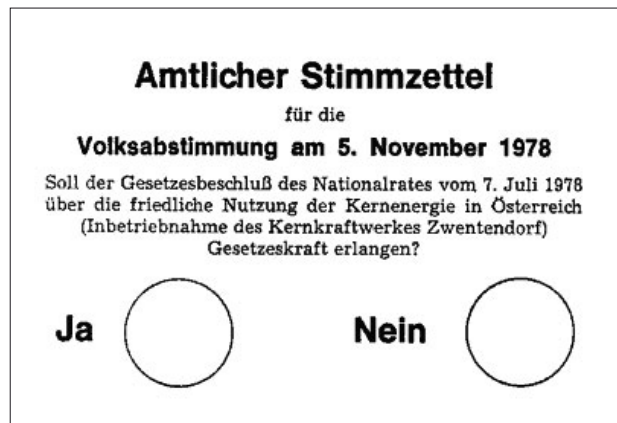 Amtlicher Stimmzettel
für die
Volksabstimmung am 5. November 1978
Soll der Gesetzesbeschluß des Nationalrates vom 7. Juli 1978
über die friedliche Nutzung der Kernenergie in Österreich
(Inbetriebnahme des Kernkraftwerkes Zwentendorf)
Gesetzeskraft erlangen?
Ja Nein